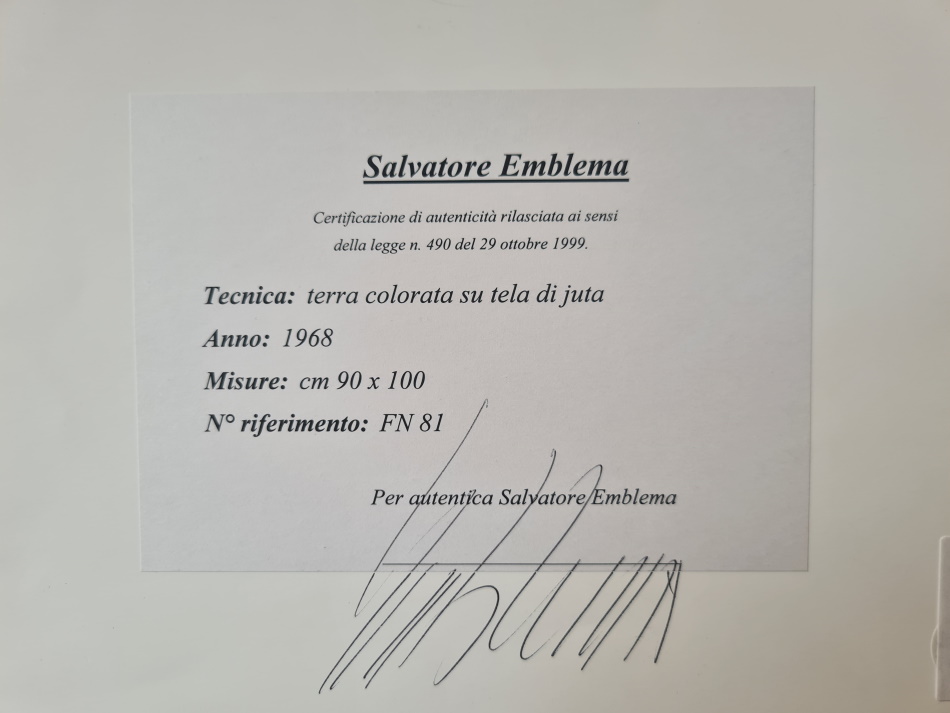 Salvatore Emblema
Certificazione di autenticità rilasciata ai sensi
della legge n. 490 del 29 ottobre 1999.
Tecnica: terra colorata su tela di juta
Anno: 1968
Misure: cm 90 x 100
N° riferimento: FN 81
Per autentica Salvatore Emblema